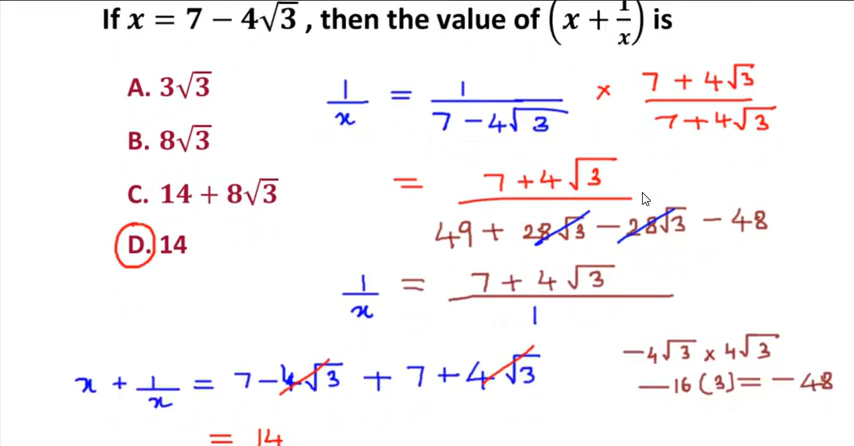 If x = 7 − 4√3 , then the value of (x + 1/x) is
A. 3√3
B. 8√3
C. 14 + 8√3
D. 14
1/x = 1/(7 − 4√3) × (7 + 4√3)/(7 + 4√3)
= (7 + 4√3)/(49 + 28√3 − 28√3 − 48)
1/x = (7 + 4√3)/1
−4√3 × 4√3
−16(3) = −48
x + 1/x = 7 − 4√3 + 7 + 4√3
= 14